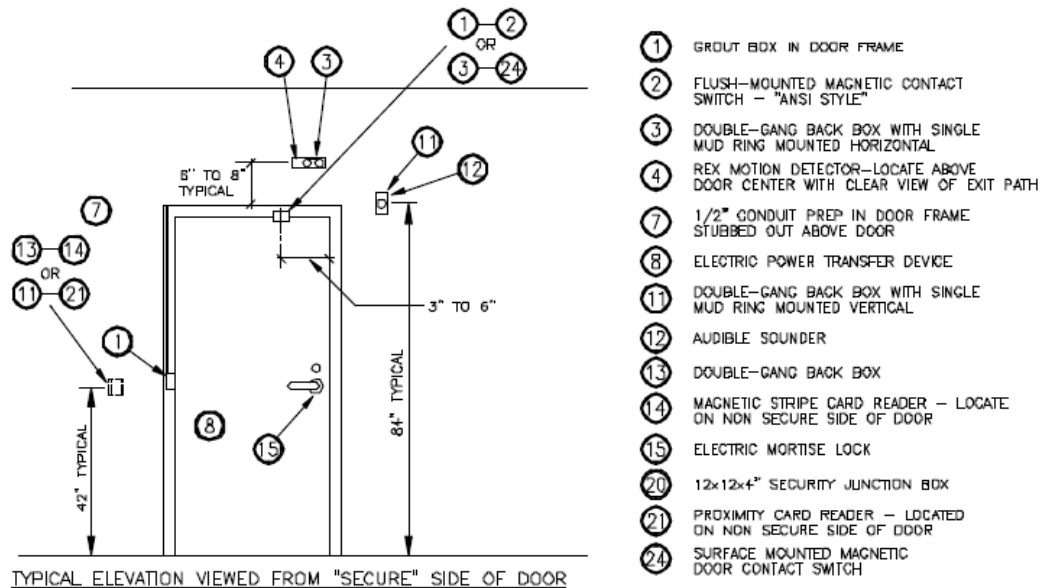 1 2
OR
3 24
4 3
11
12
6" TO 8"
TYPICAL
7
13 14
OR
11 21
3" TO 6"
1
84" TYPICAL
8
15
42" TYPICAL
TYPICAL ELEVATION VIEWED FROM "SECURE" SIDE OF DOOR
1 GROUT BOX IN DOOR FRAME
2 FLUSH-MOUNTED MAGNETIC CONTACT
SWITCH - "ANSI STYLE"
3 DOUBLE-GANG BACK BOX WITH SINGLE
MUD RING MOUNTED HORIZONTAL
4 REX MOTION DETECTOR-LOCATE ABOVE
DOOR CENTER WITH CLEAR VIEW OF EXIT PATH
7 1/2" CONDUIT PREP IN DOOR FRAME
STUBBED OUT ABOVE DOOR
8 ELECTRIC POWER TRANSFER DEVICE
11 DOUBLE-GANG BACK BOX WITH SINGLE
MUD RING MOUNTED VERTICAL
12 AUDIBLE SOUNDER
13 DOUBLE-GANG BACK BOX
14 MAGNETIC STRIPE CARD READER - LOCATE
ON NON SECURE SIDE OF DOOR
15 ELECTRIC MORTISE LOCK
20 12x12x4" SECURITY JUNCTION BOX
21 PROXIMITY CARD READER - LOCATED
ON NON SECURE SIDE OF DOOR
24 SURFACE MOUNTED MAGNETIC
DOOR CONTACT SWITCH